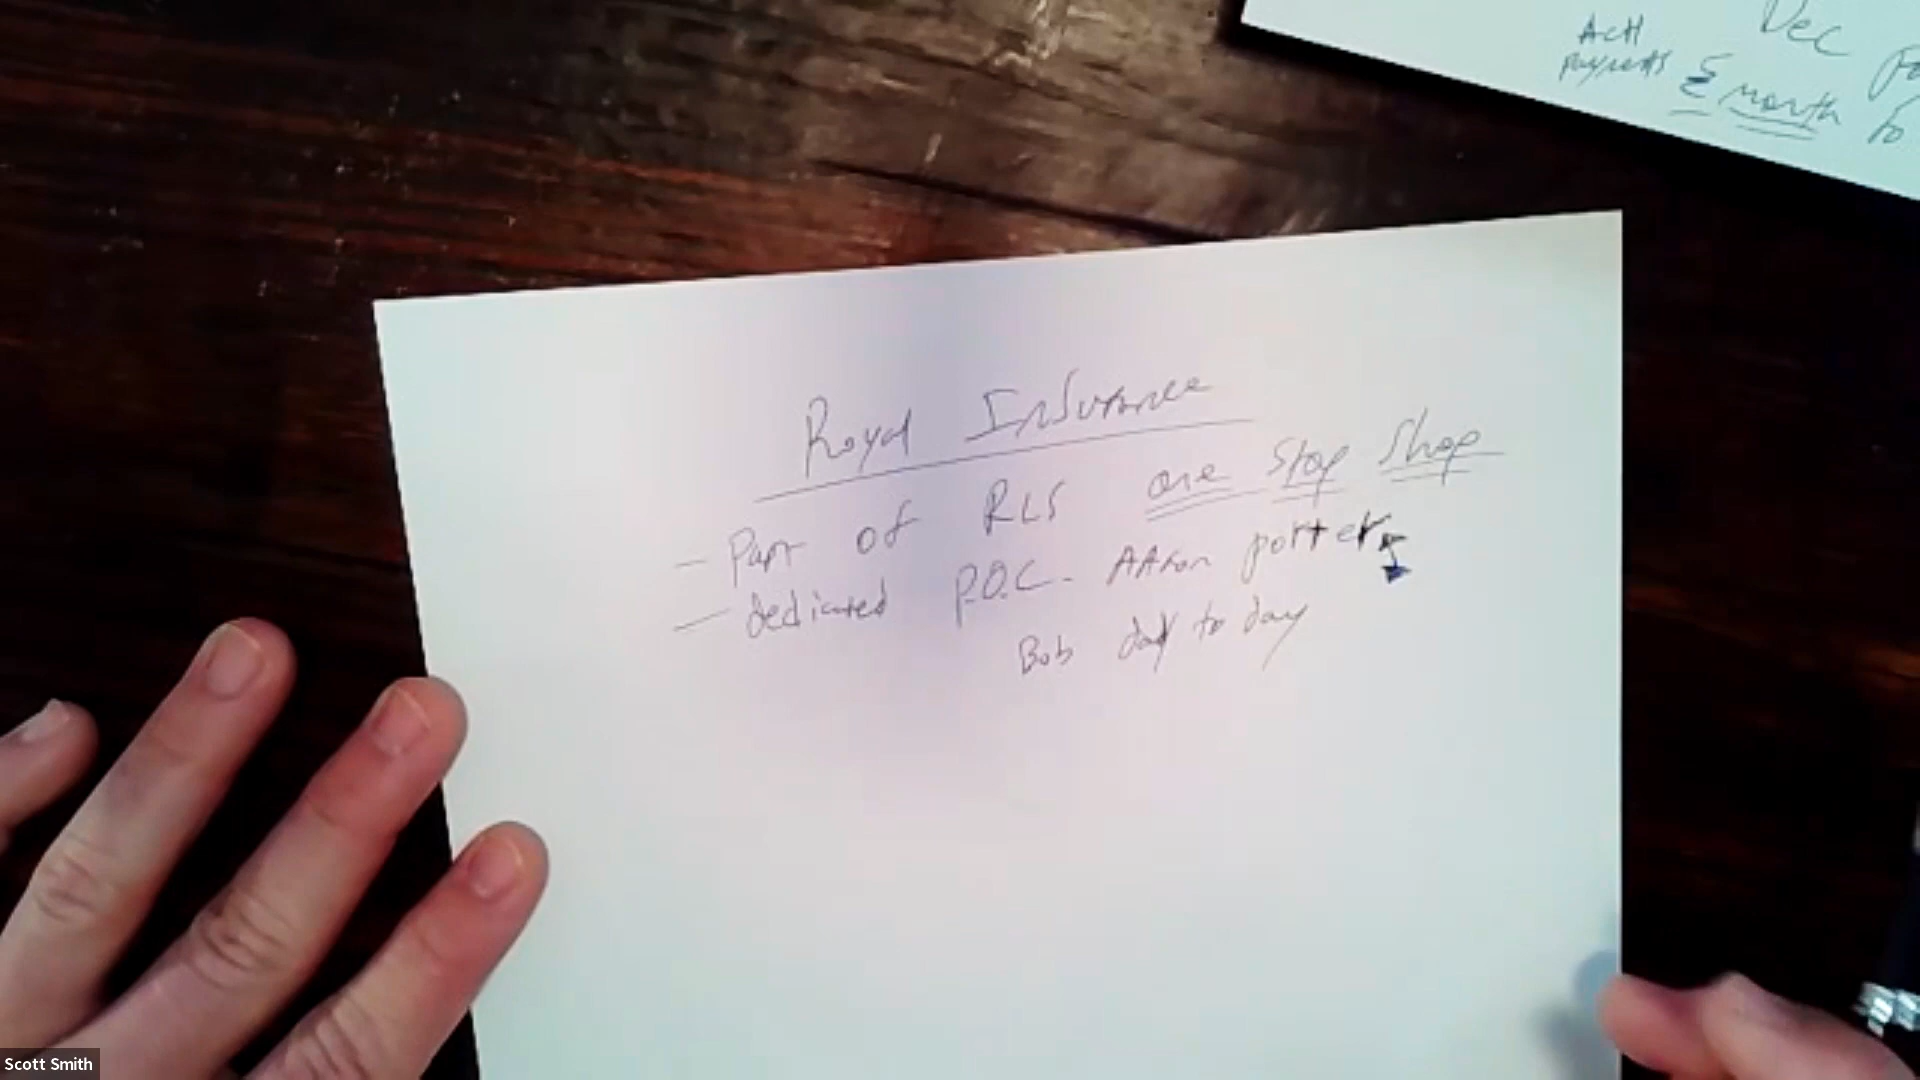 ACH Dec
payments £ month
Royal Insurance
- Part of RLS one stop shop
- dedicated P.O.C. - AAron porter
Bob day to day
Scott Smith